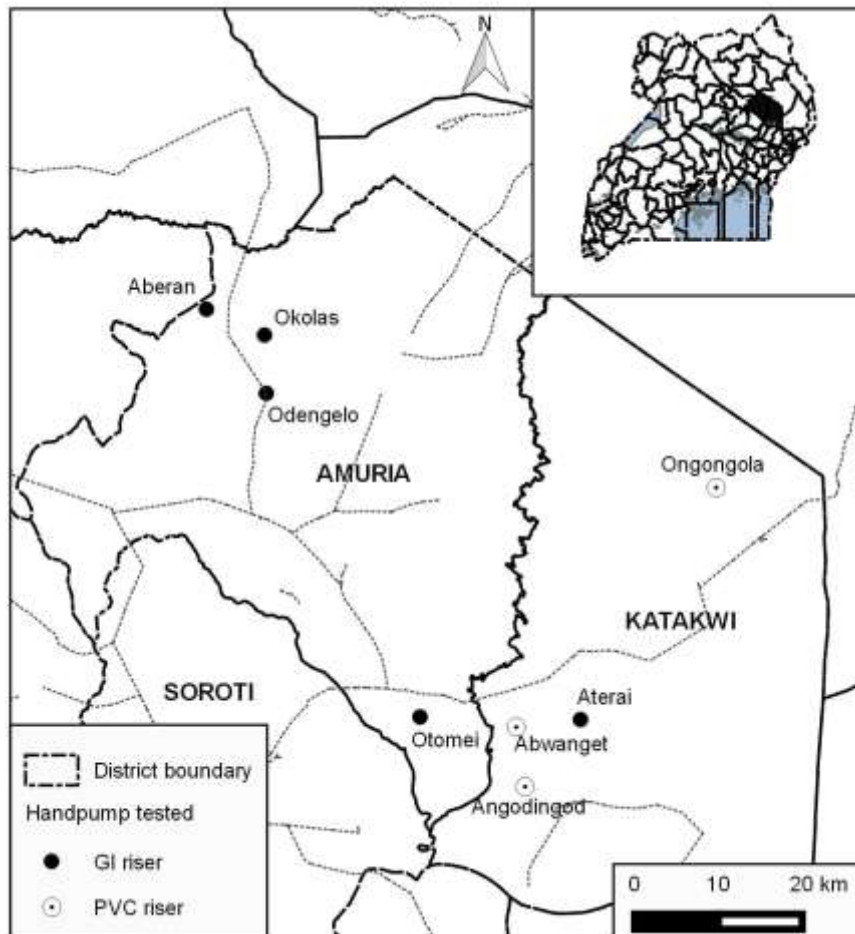 N
Aberan
Okolas
Odengelo
AMURIA
Ongongola
KATAKWI
SOROTI
Aterai
Otomei
Abwanget
Angodingod
District boundary
Handpump tested
GI riser
PVC riser
0 10 20 km